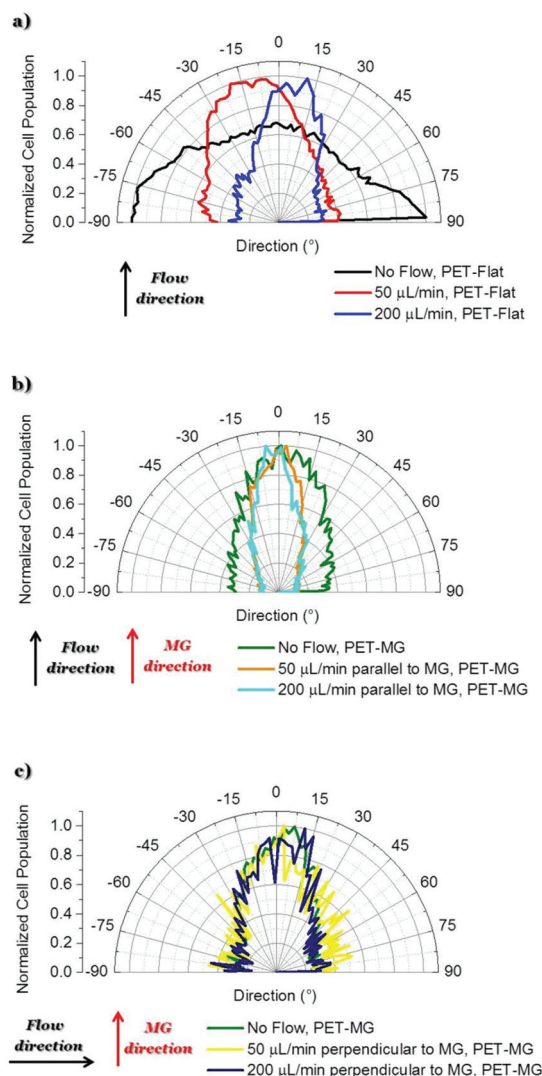 a)
0
-15
15
-30
30
-45
45
-60
60
-75
75
-90
90
1.0
0.8
0.6
0.4
0.2
0.0
Normalized Cell Population
Direction (°)
Flow
direction
No Flow, PET-Flat
50 µL/min, PET-Flat
200 µL/min, PET-Flat
b)
0
-15
15
-30
30
-45
45
-60
60
-75
75
-90
90
1.0
0.8
0.6
0.4
0.2
0.0
Normalized Cell Population
Direction (°)
Flow
direction
MG
direction
No Flow, PET-MG
50 µL/min parallel to MG, PET-MG
200 µL/min parallel to MG, PET-MG
c)
0
-15
15
-30
30
-45
45
-60
60
-75
75
-90
90
1.0
0.8
0.6
0.4
0.2
0.0
Normalized Cell Population
Direction (°)
Flow
direction
MG
direction
No Flow, PET-MG
50 µL/min perpendicular to MG, PET-MG
200 µL/min perpendicular to MG, PET-MG